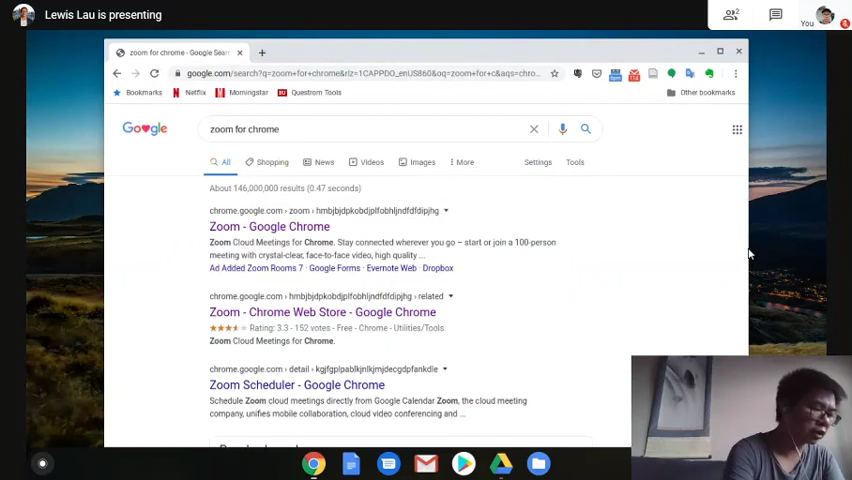 Lewis Lau is presenting
2
You
zoom for chrome - Google Sear
google.com/search?q=zoom+for+chrome&rlz=1CAPPDO_enUS860&oq=zoom+for+c&aqs=chro...
Bookmarks
Netflix
Morningstar
Questrom Tools
Other bookmarks
Google
zoom for chrome
All
Shopping
News
Videos
Images
More
Settings
Tools
About 146,000,000 results (0.47 seconds)
chrome.google.com › zoom › hmbjbjdpkobdjplfobhljndfdfdipjhg
Zoom - Google Chrome
Zoom Cloud Meetings for Chrome. Stay connected wherever you go – start or join a 100-person
meeting with crystal-clear, face-to-face video, high quality ...
Ad Added Zoom Rooms 7 · Google Forms · Evernote Web · Dropbox
chrome.google.com › hmbjbjdpkobdjplfobhljndfdfdipjhg › related
Zoom - Chrome Web Store - Google Chrome
Rating: 3.3 - 152 votes - Free - Chrome - Utilities/Tools
Zoom Cloud Meetings for Chrome.
chrome.google.com › detail › kgjfgplpablkjnlkjmjdecgdpfankdle
Zoom Scheduler - Google Chrome
Schedule Zoom cloud meetings directly from Google Calendar Zoom, the cloud meeting
company, unifies mobile collaboration, cloud video conferencing and ...